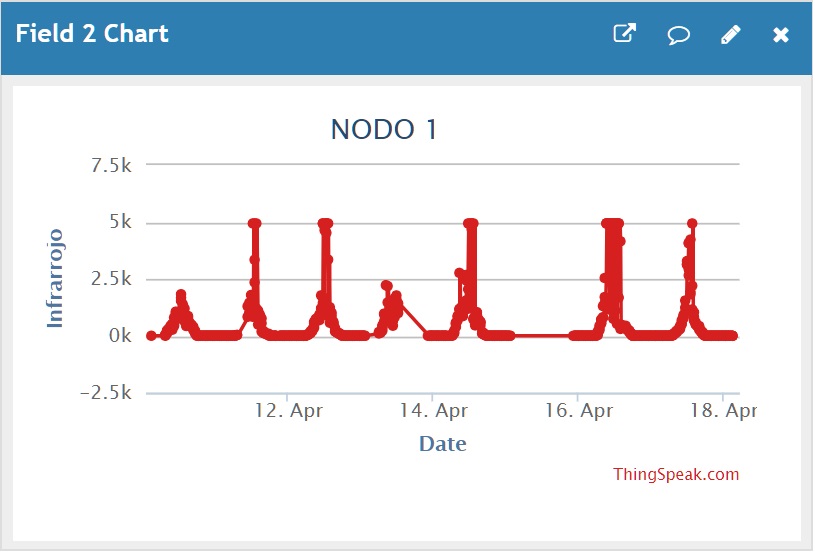 Field 2 Chart
NODO 1
7.5k
5k
2.5k
0k
−2.5k
Infrarrojo
12. Apr
14. Apr
16. Apr
18. Apr
Date
ThingSpeak.com